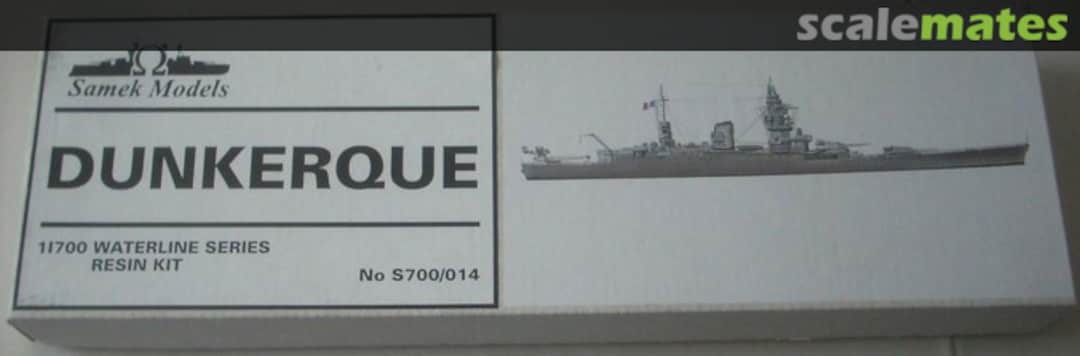 scalemates
Samek Models
DUNKERQUE
1/700 WATERLINE SERIES
RESIN KIT
No S700/014